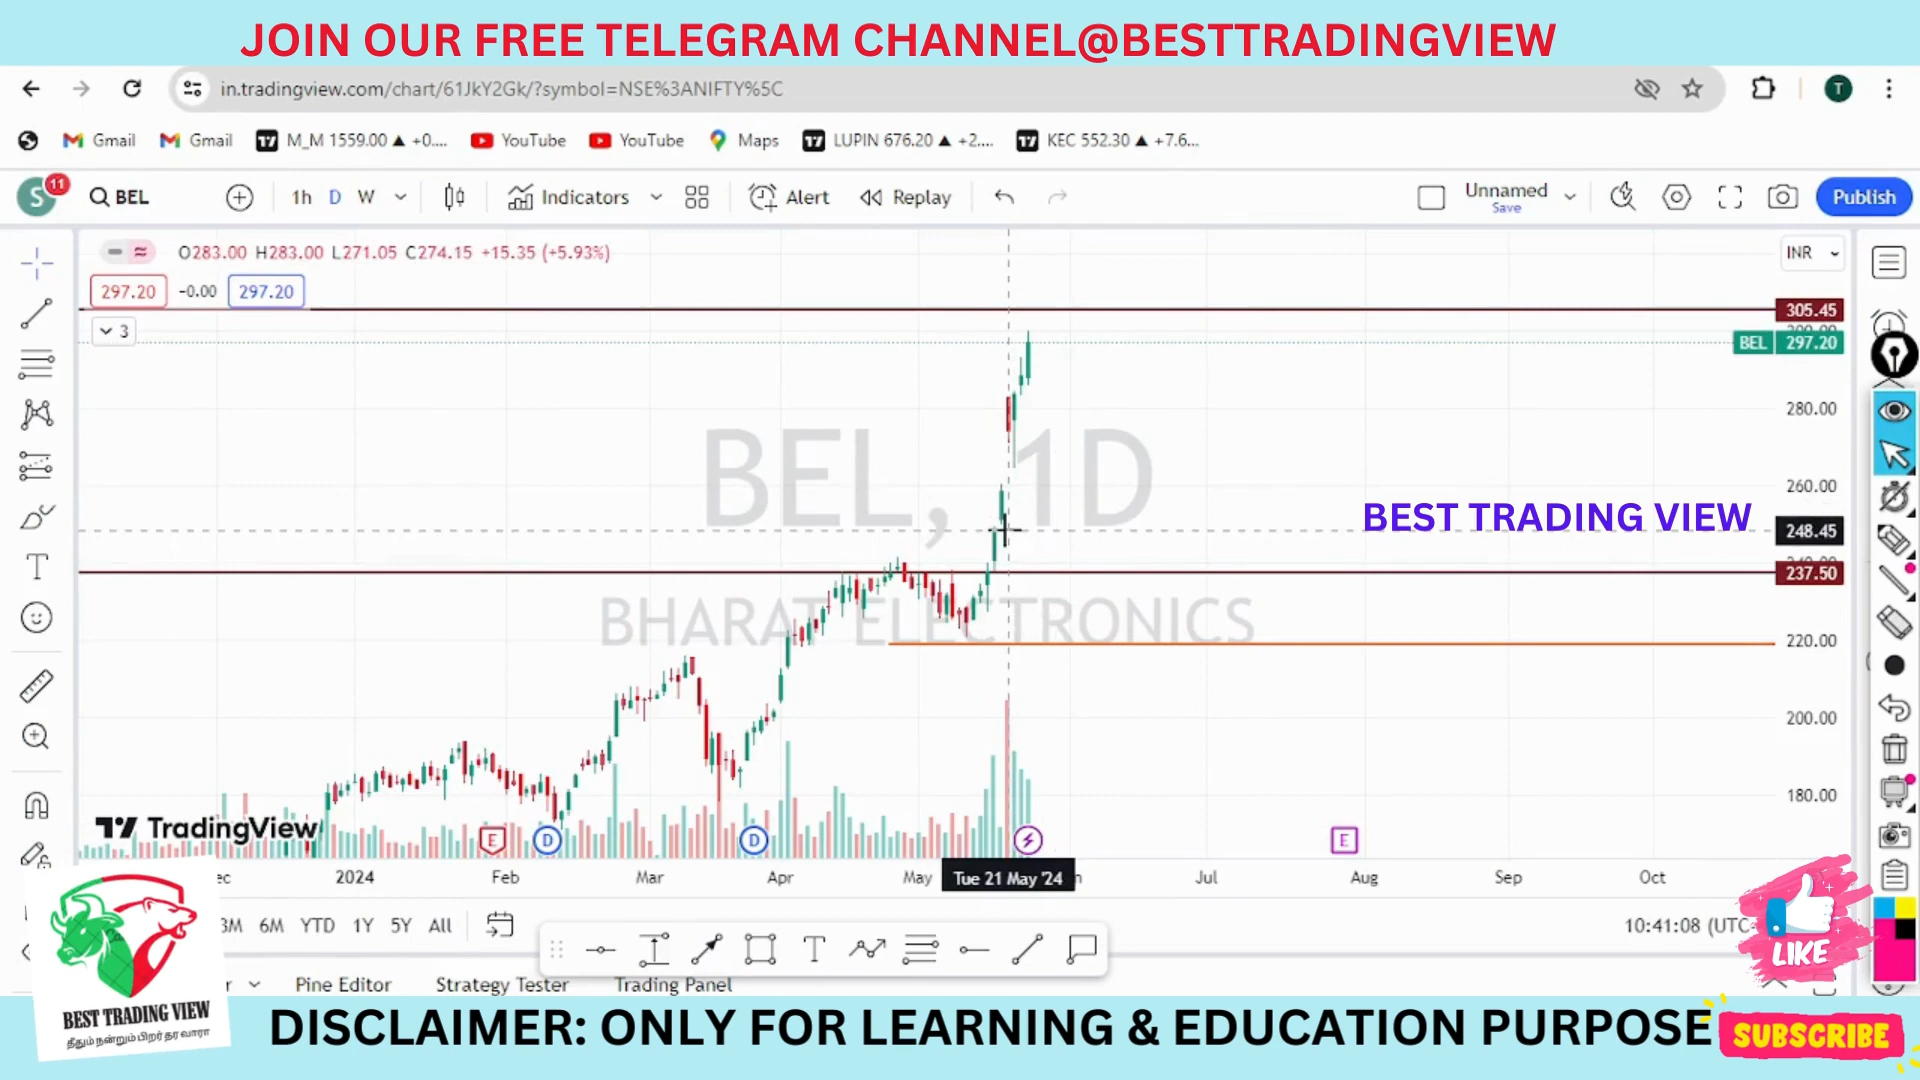 JOIN OUR FREE TELEGRAM CHANNEL@BESTTRADINGVIEW
in.tradingview.com/chart/61JkY2Gk/?symbol=NSE%3ANIFTY%5C
T
Gmail Gmail M_M 1559.00 ▲ +0.... YouTube YouTube Maps LUPIN 676.20 ▲ +2.... KEC 552.30 ▲ +7.6...
S 11 BEL 1h D W Indicators Alert Replay Unnamed Save Publish
O283.00 H283.00 L271.05 C274.15 +15.35 (+5.93%) INR
297.20 -0.00 297.20
305.45
3
BEL 297.20
280.00
BEL, 1D
260.00
BEST TRADING VIEW
248.45
237.50
BHARAT ELECTRONICS
220.00
200.00
180.00
TradingView
E D D E
2024 Feb Mar Apr May Tue 21 May '24 Jul Aug Sep Oct
3M 6M YTD 1Y 5Y All
10:41:08 (UTC
LIKE
Pine Editor Strategy Tester Trading Panel
BEST TRADING VIEW
தீதும் நன்றும் பிறர் தர வாரா
DISCLAIMER: ONLY FOR LEARNING & EDUCATION PURPOSE
SUBSCRIBE